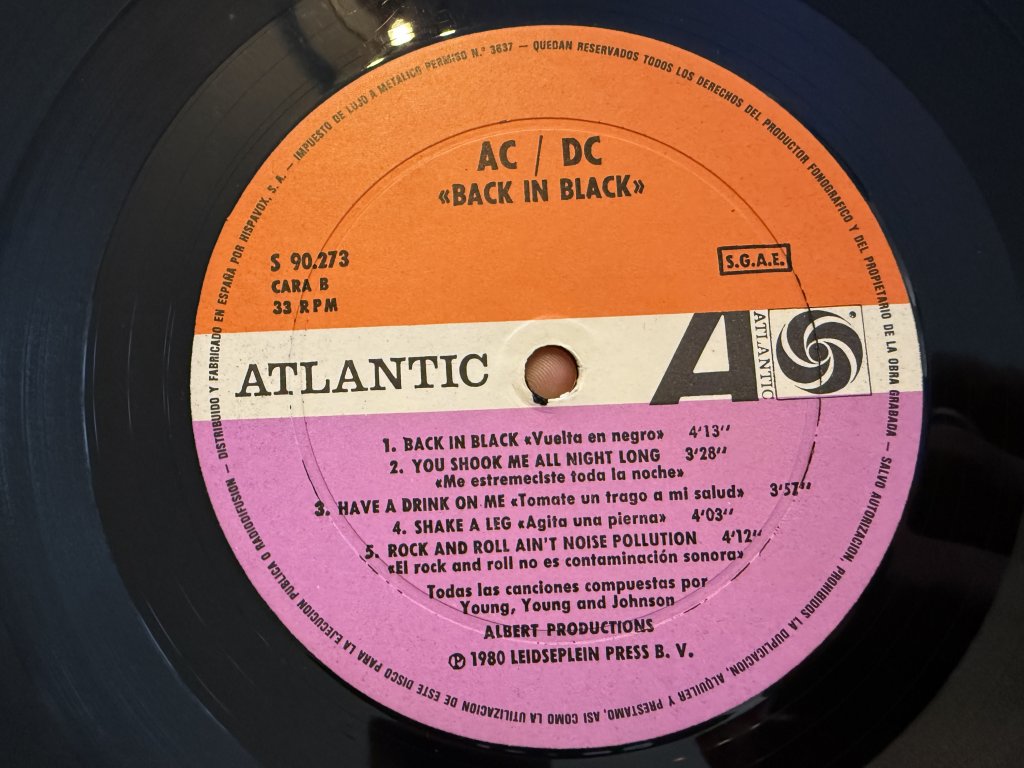 IMPUESTO DE LUJO A METALICO PERMISO N.º 3637 — QUEDAN RESERVADOS TODOS LOS DERECHOS DEL PRODUCTOR FONOGRAFICO Y DEL PROPIETARIO DE LA OBRA GRABADA — SALVO AUTORIZACION, PROHIBIDOS LA DUPLICACION, ALQUILER Y PRESTAMO, ASI COMO LA UTILIZACION DE ESTE DISCO PARA LA EJECUCION PUBLICA O RADIODIFUSION — DISTRIBUIDO Y FABRICADO EN ESPAÑA POR HISPAVOX, S. A. —
AC / DC
«BACK IN BLACK»
S 90.273
CARA B
33 RPM
S.G.A.E.
ATLANTIC
A
ATLANTIC
1. BACK IN BLACK «Vuelta en negro» 4'13''
2. YOU SHOOK ME ALL NIGHT LONG 3'28''
«Me estremeciste toda la noche»
3. HAVE A DRINK ON ME «Tomate un trago a mi salud» 3'57''
4. SHAKE A LEG «Agita una pierna» 4'03''
5. ROCK AND ROLL AIN'T NOISE POLLUTION 4'12''
«El rock and roll no es contaminación sonora»
Todas las canciones compuestas por
Young, Young and Johnson
ALBERT PRODUCTIONS
Ⓟ 1980 LEIDSEPLEIN PRESS B. V.